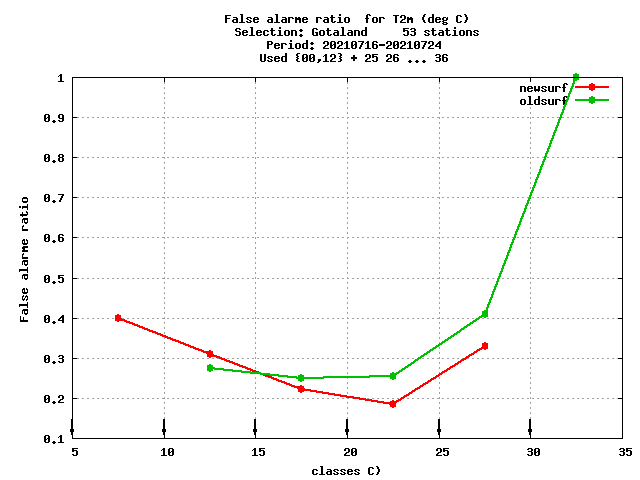 False alarme ratio  for T2m (deg C)
Selection: Gotaland     53 stations
Period: 20210716-20210724
Used {00,12} + 25 26 ... 36
newsurf
oldsurf
1
0.9
0.8
0.7
0.6
0.5
0.4
0.3
0.2
0.1
False alarme ratio
5 10 15 20 25 30 35
classes C)